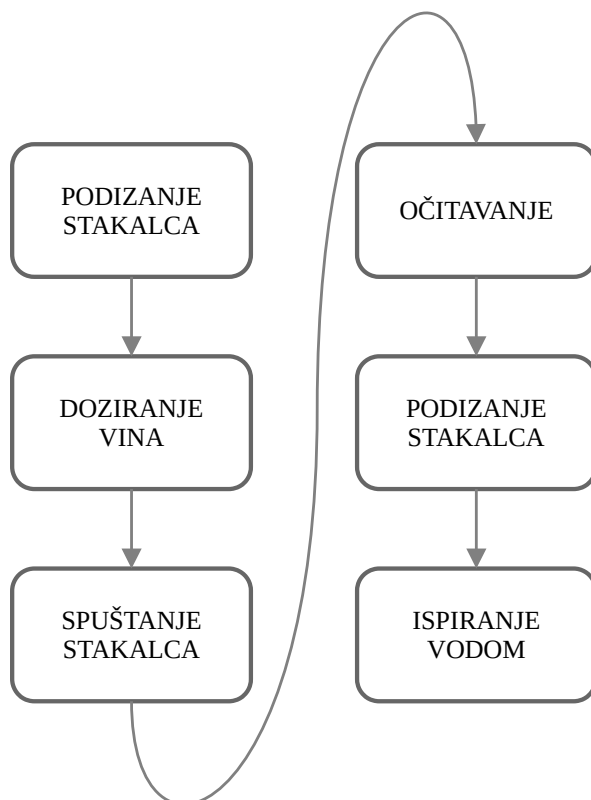 PODIZANJE
STAKALCA
DOZIRANJE
VINA
SPUŠTANJE
STAKALCA
OČITAVANJE
PODIZANJE
STAKALCA
ISPIRANJE
VODOM